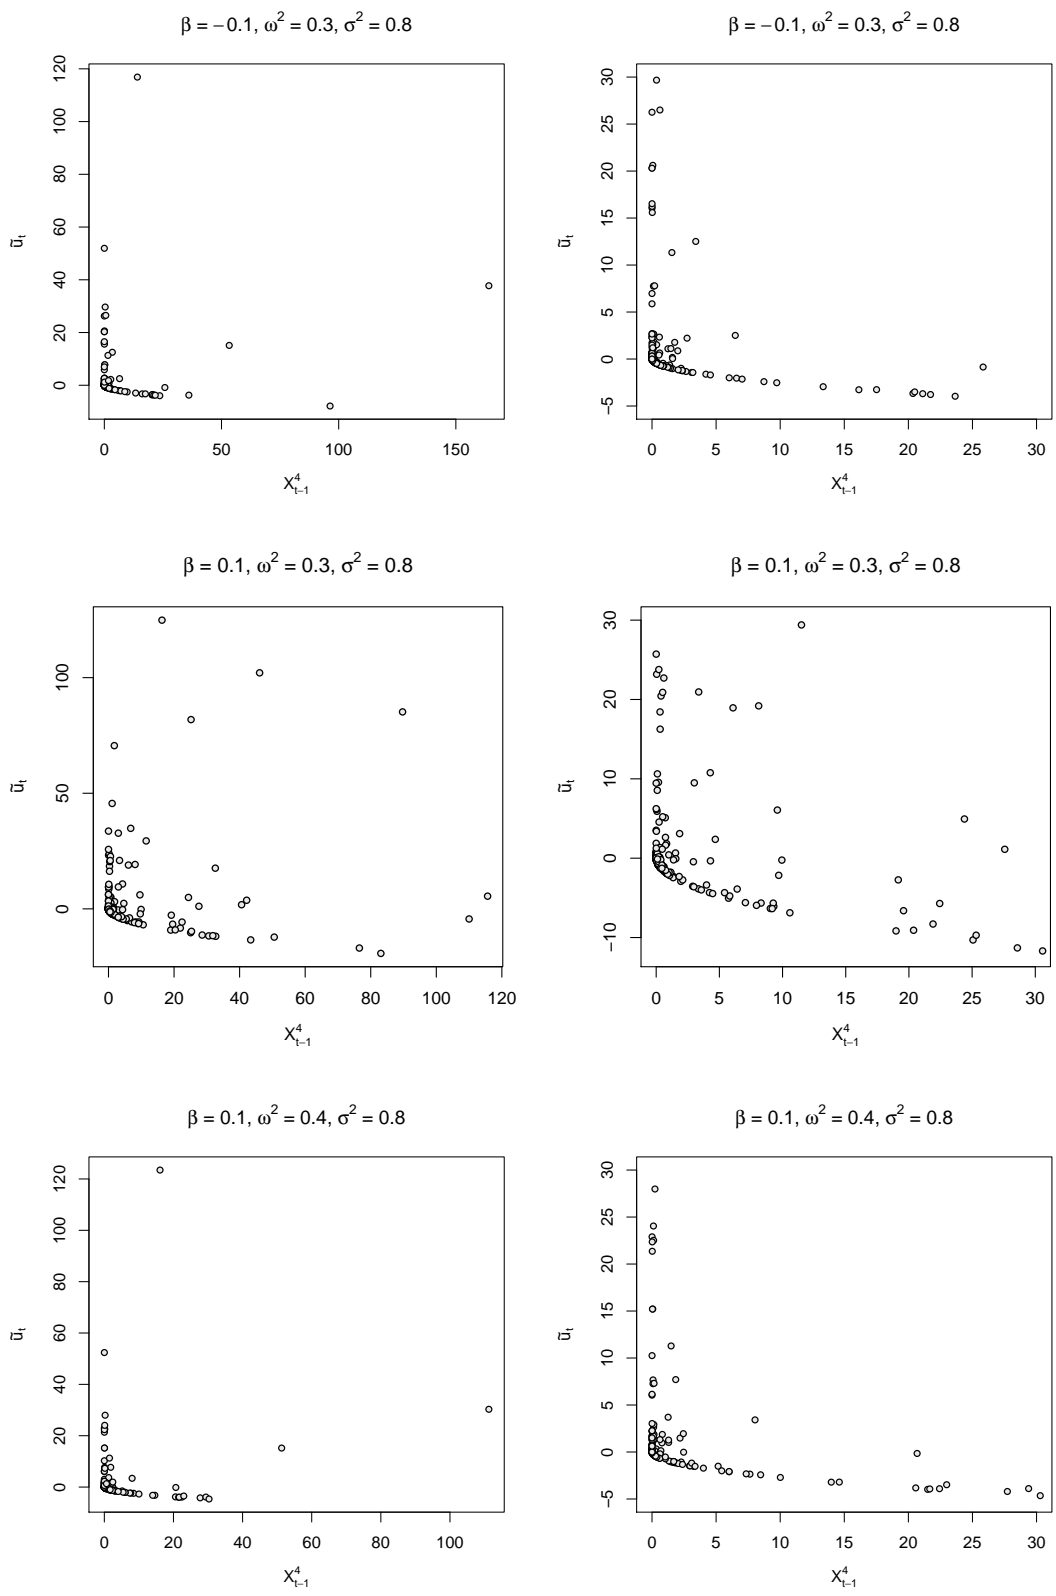 β = −0.1, ω² = 0.3, σ² = 0.8
120
100
80
60
40
20
0
ũₜ
0 50 100 150
X⁴ₜ₋₁
β = −0.1, ω² = 0.3, σ² = 0.8
30
25
20
15
10
5
0
−5
ũₜ
0 5 10 15 20 25 30
X⁴ₜ₋₁
β = 0.1, ω² = 0.3, σ² = 0.8
100
50
0
ũₜ
0 20 40 60 80 100 120
X⁴ₜ₋₁
β = 0.1, ω² = 0.3, σ² = 0.8
30
20
10
0
−10
ũₜ
0 5 10 15 20 25 30
X⁴ₜ₋₁
β = 0.1, ω² = 0.4, σ² = 0.8
120
100
80
60
40
20
0
ũₜ
0 20 40 60 80 100
X⁴ₜ₋₁
β = 0.1, ω² = 0.4, σ² = 0.8
30
25
20
15
10
5
0
−5
ũₜ
0 5 10 15 20 25 30
X⁴ₜ₋₁